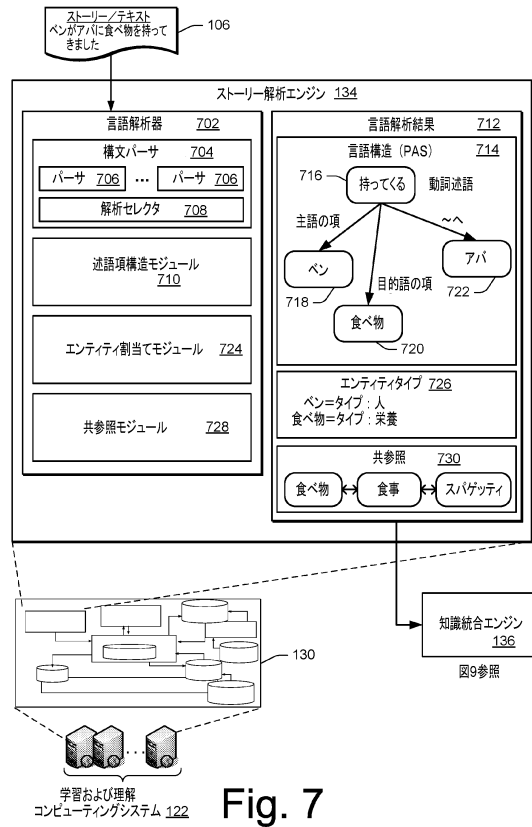 ストーリー／テキスト
ベンがアバに食べ物を持って
きました
106
ストーリー解析エンジン 134
言語解析器 702
構文パーサ 704
パーサ 706 … パーサ 706
解析セレクタ 708
述語項構造モジュール
710
エンティティ割当てモジュール
724
共参照モジュール 728
言語解析結果 712
言語構造（PAS） 714
716
持ってくる
動詞述語
主語の項
～へ
ベン
アバ
718
目的語の項
722
食べ物
720
エンティティタイプ 726
ベン＝タイプ：人
食べ物＝タイプ：栄養
共参照 730
食べ物
食事
スパゲッティ
130
知識統合エンジン
136
図9参照
学習および理解
コンピューティングシステム 122
Fig. 7